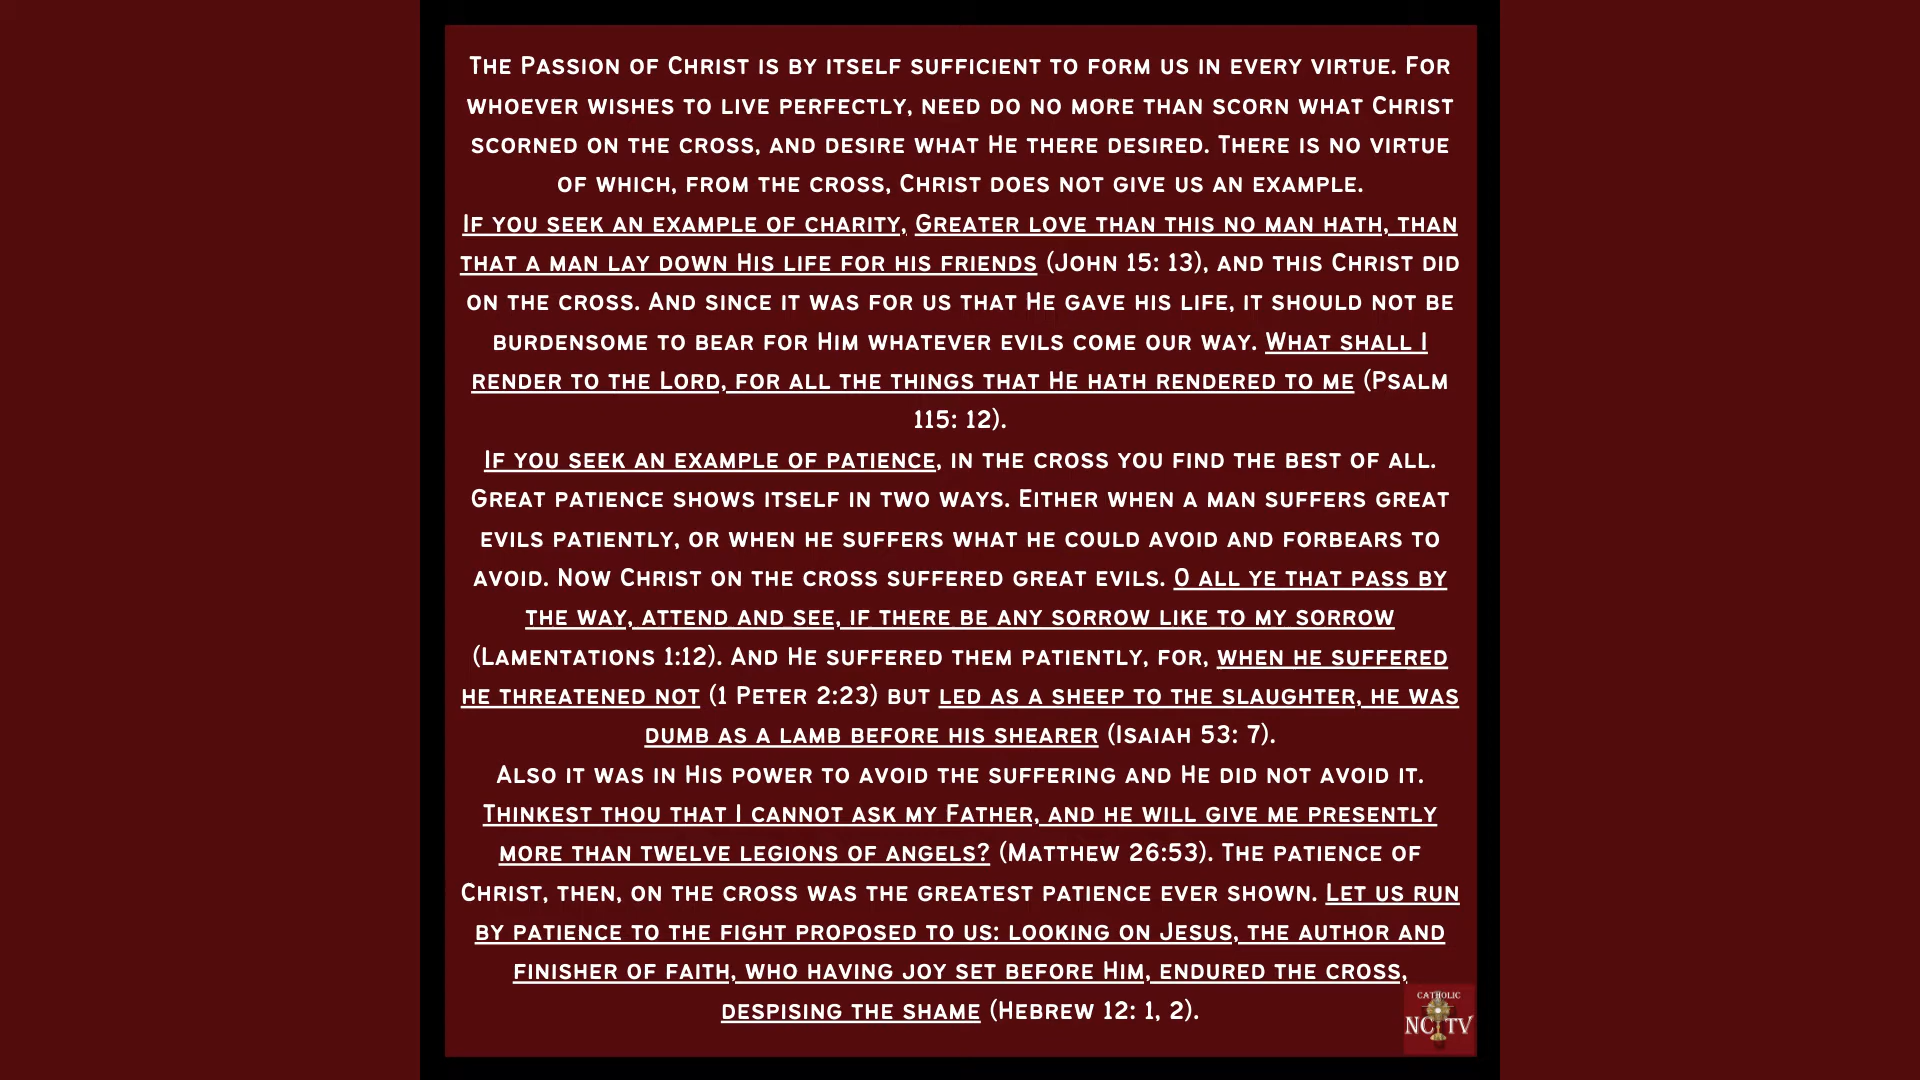 The Passion of Christ is by itself sufficient to form us in every virtue. For
whoever wishes to live perfectly, need do no more than scorn what Christ
scorned on the cross, and desire what He there desired. There is no virtue
of which, from the cross, Christ does not give us an example.
If you seek an example of charity, Greater love than this no man hath, than
that a man lay down His life for his friends (John 15: 13), and this Christ did
on the cross. And since it was for us that He gave his life, it should not be
burdensome to bear for Him whatever evils come our way. What shall I
render to the Lord, for all the things that He hath rendered to me (Psalm
115: 12).
If you seek an example of patience, in the cross you find the best of all.
Great patience shows itself in two ways. Either when a man suffers great
evils patiently, or when he suffers what he could avoid and forbears to
avoid. Now Christ on the cross suffered great evils. O all ye that pass by
the way, attend and see, if there be any sorrow like to my sorrow
(Lamentations 1:12). And He suffered them patiently, for, when he suffered
he threatened not (1 Peter 2:23) but led as a sheep to the slaughter, he was
dumb as a lamb before his shearer (Isaiah 53: 7).
Also it was in His power to avoid the suffering and He did not avoid it.
Thinkest thou that I cannot ask my Father, and he will give me presently
more than twelve legions of angels? (Matthew 26:53). The patience of
Christ, then, on the cross was the greatest patience ever shown. Let us run
by patience to the fight proposed to us: looking on Jesus, the author and
finisher of faith, who having joy set before Him, endured the cross,
despising the shame (Hebrew 12: 1, 2).
CATHOLIC
NC TV